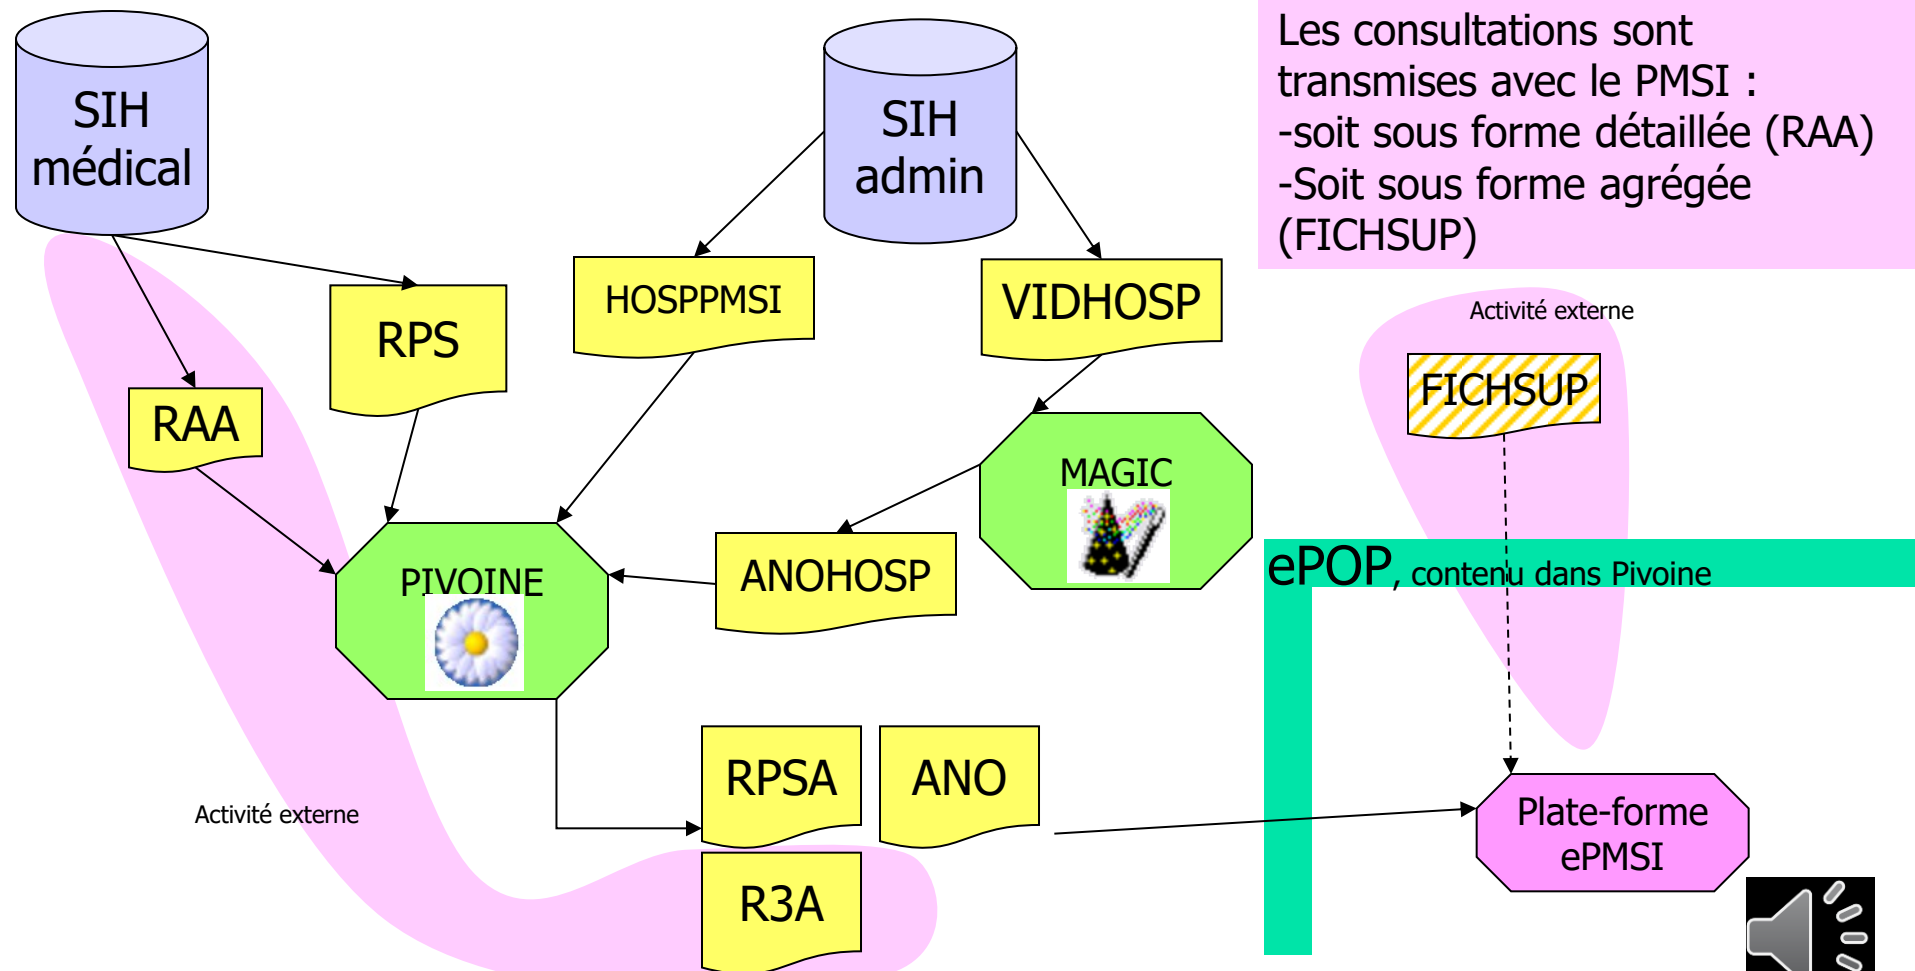 SIH
médical
SIH
admin
Les consultations sont
transmises avec le PMSI :
-soit sous forme détaillée (RAA)
-Soit sous forme agrégée
(FICHSUP)
RPS
HOSPPMSI
VIDHOSP
Activité externe
FICHSUP
RAA
MAGIC
PIVOINE
ANOHOSP
ePOP, contenu dans Pivoine
RPSA
ANO
Activité externe
Plate-forme
ePMSI
R3A